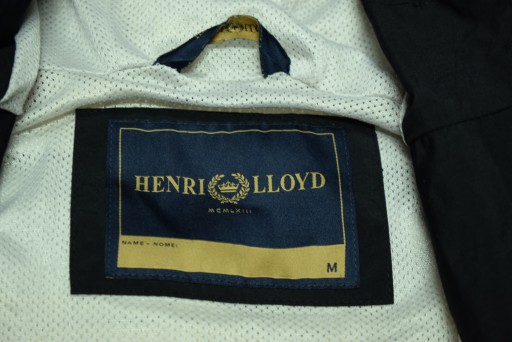 HENRI LLOYD
MCMLXIII
NAME - NOME:
M